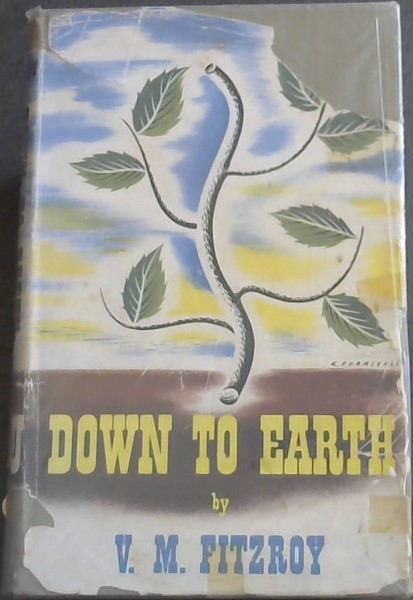 DOWN TO EARTH
by
V. M. FITZROY